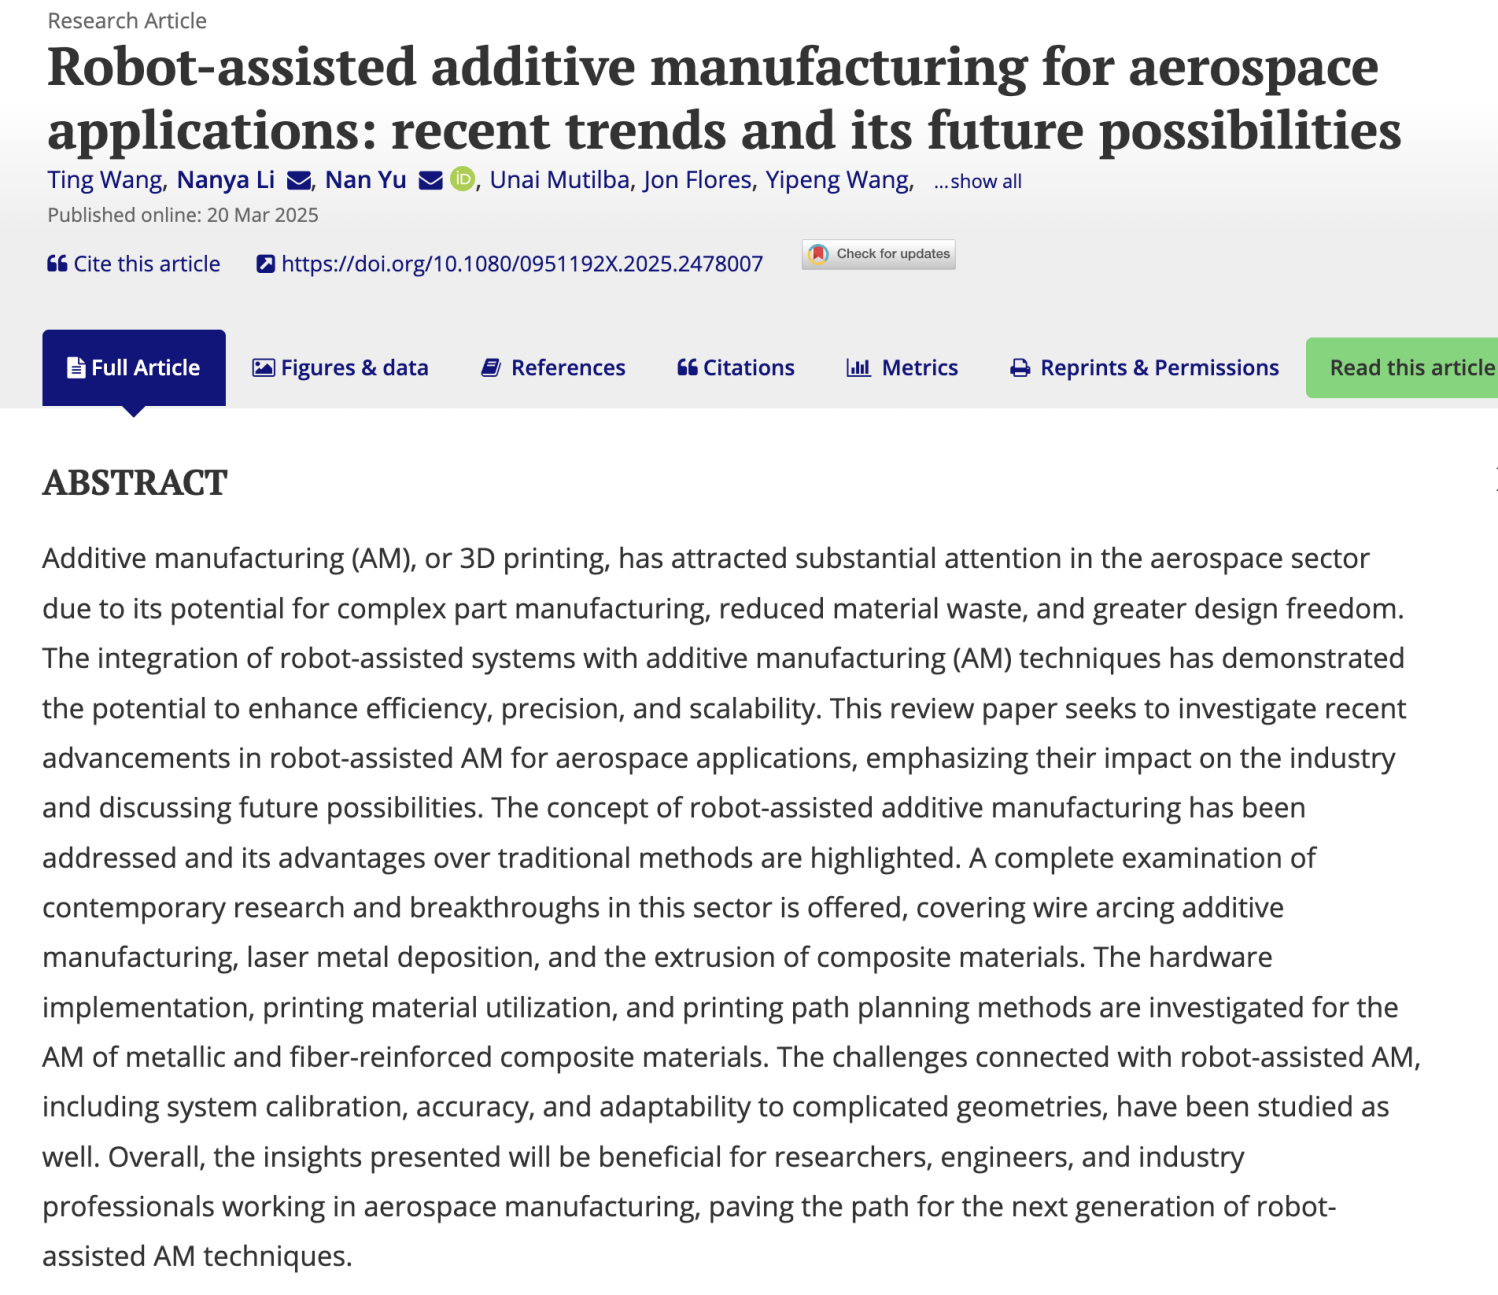 Research Article
Robot-assisted additive manufacturing for aerospace
applications: recent trends and its future possibilities
Ting Wang, Nanya Li, Nan Yu iD, Unai Mutilba, Jon Flores, Yipeng Wang, ...show all
Published online: 20 Mar 2025
Cite this article https://doi.org/10.1080/0951192X.2025.2478007 Check for updates
Full Article Figures & data References Citations Metrics Reprints & Permissions Read this article
ABSTRACT
Additive manufacturing (AM), or 3D printing, has attracted substantial attention in the aerospace sector
due to its potential for complex part manufacturing, reduced material waste, and greater design freedom.
The integration of robot-assisted systems with additive manufacturing (AM) techniques has demonstrated
the potential to enhance efficiency, precision, and scalability. This review paper seeks to investigate recent
advancements in robot-assisted AM for aerospace applications, emphasizing their impact on the industry
and discussing future possibilities. The concept of robot-assisted additive manufacturing has been
addressed and its advantages over traditional methods are highlighted. A complete examination of
contemporary research and breakthroughs in this sector is offered, covering wire arcing additive
manufacturing, laser metal deposition, and the extrusion of composite materials. The hardware
implementation, printing material utilization, and printing path planning methods are investigated for the
AM of metallic and fiber-reinforced composite materials. The challenges connected with robot-assisted AM,
including system calibration, accuracy, and adaptability to complicated geometries, have been studied as
well. Overall, the insights presented will be beneficial for researchers, engineers, and industry
professionals working in aerospace manufacturing, paving the path for the next generation of robot-
assisted AM techniques.